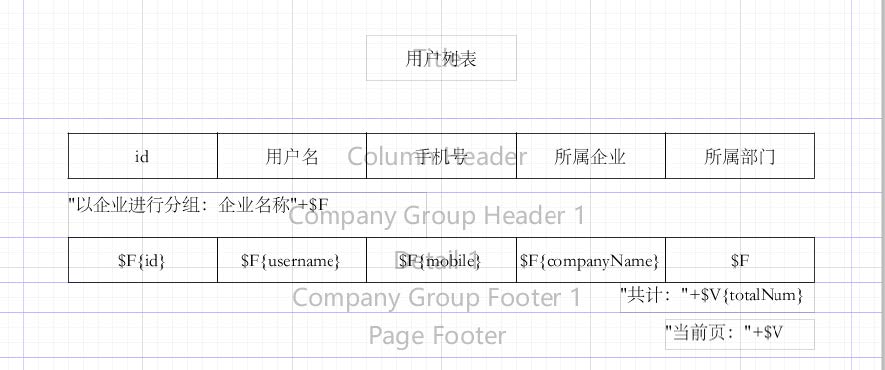 Title
用户列表
Column Header
id 用户名 手机号 所属企业 所属部门
"以企业进行分组：企业名称"+$F
Company Group Header 1
Detail 1
$F{id} $F{username} $F{mobile} $F{companyName} $F
Company Group Footer 1
"共计："+$V{totalNum}
Page Footer
"当前页："+$V